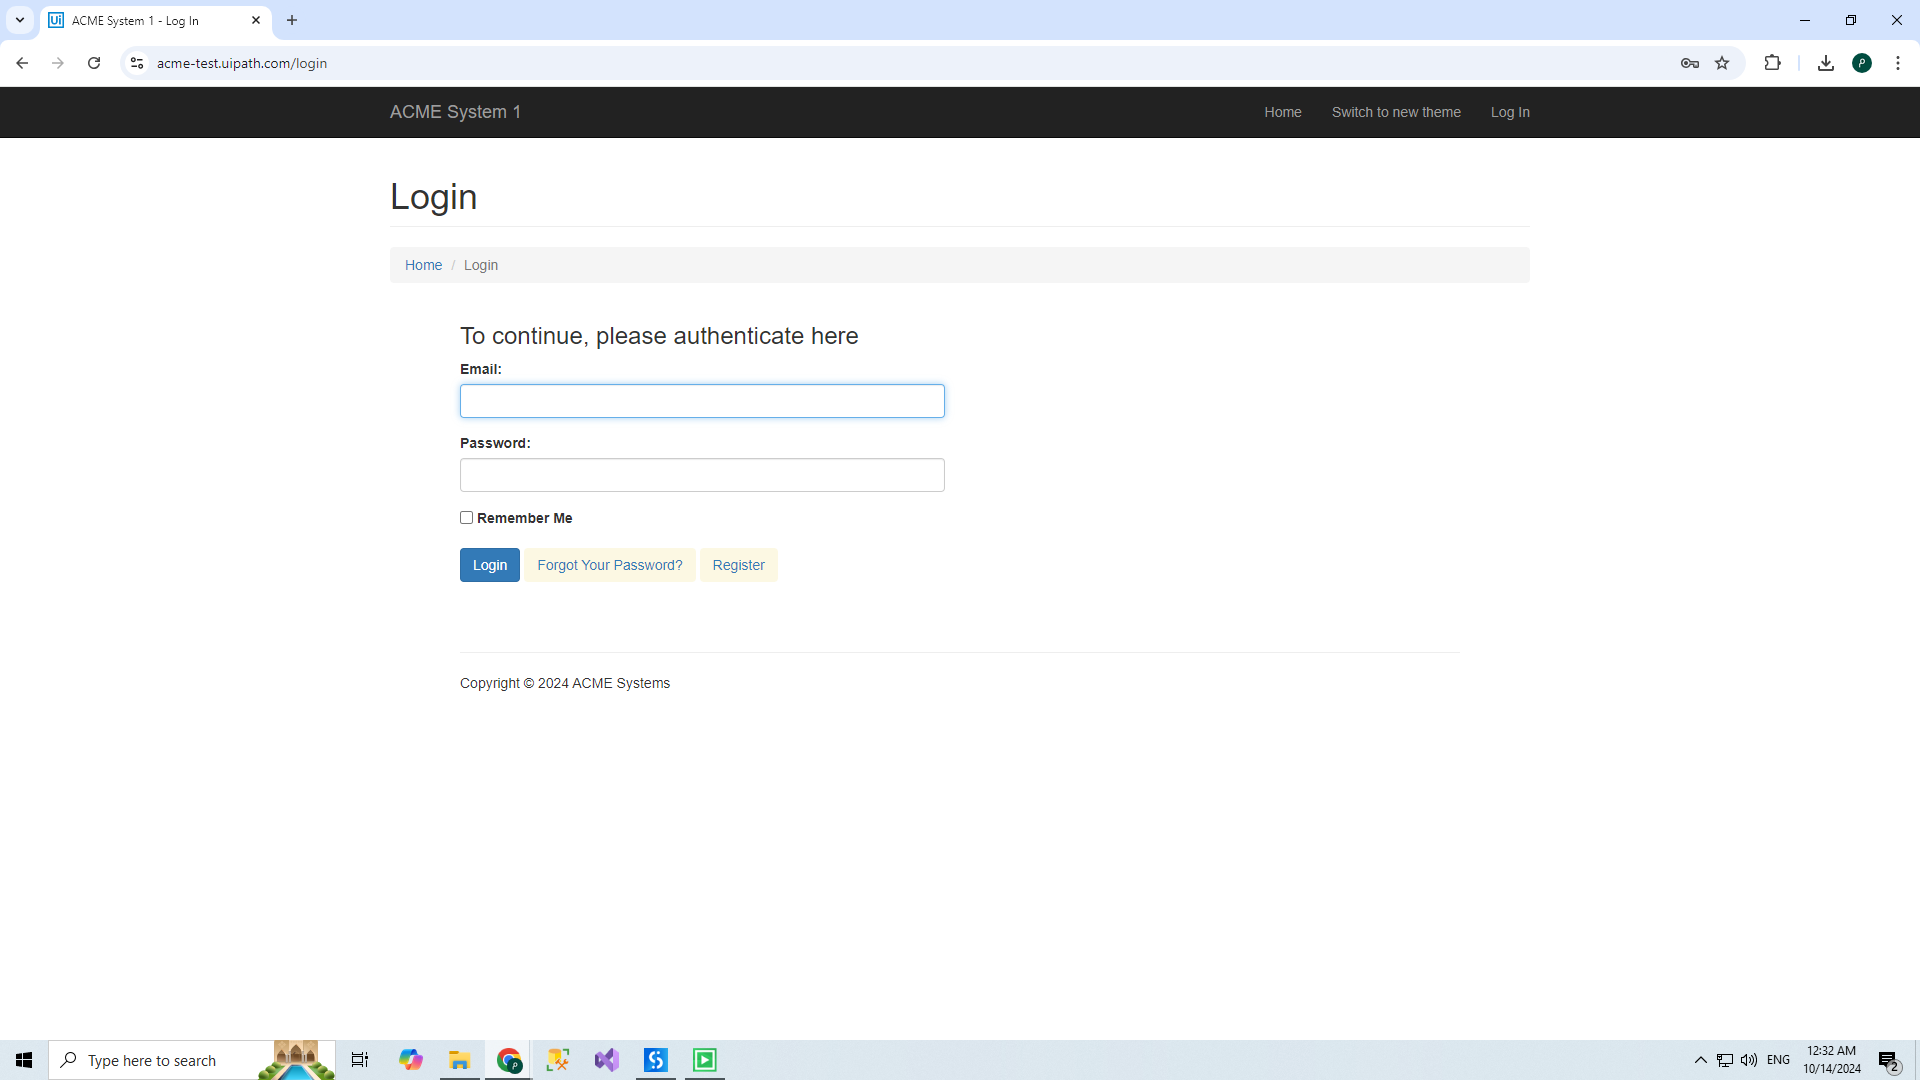 Ui ACME System 1 - Log In
acme-test.uipath.com/login
P
ACME System 1 Home Switch to new theme Log In
Login
Home / Login
To continue, please authenticate here
Email:
Password:
Remember Me
Login Forgot Your Password? Register
Copyright © 2024 ACME Systems
Type here to search
P
ENG
12:32 AM
10/14/2024
2